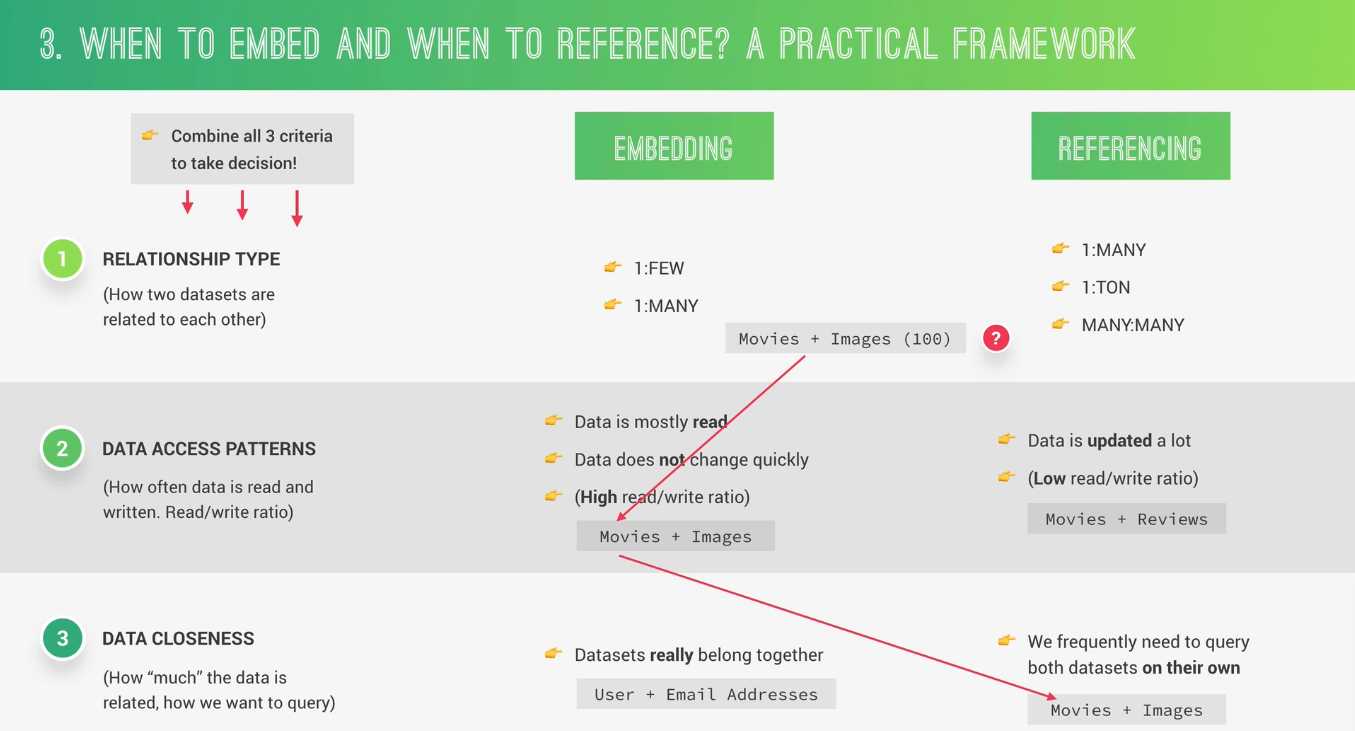 3. WHEN TO EMBED AND WHEN TO REFERENCE? A PRACTICAL FRAMEWORK
Combine all 3 criteria
to take decision!
EMBEDDING
REFERENCING
1
RELATIONSHIP TYPE
(How two datasets are
related to each other)
1:FEW
1:MANY
Movies + Images (100)
?
1:MANY
1:TON
MANY:MANY
2
DATA ACCESS PATTERNS
(How often data is read and
written. Read/write ratio)
Data is mostly read
Data does not change quickly
(High read/write ratio)
Movies + Images
Data is updated a lot
(Low read/write ratio)
Movies + Reviews
3
DATA CLOSENESS
(How “much” the data is
related, how we want to query)
Datasets really belong together
User + Email Addresses
We frequently need to query
both datasets on their own
Movies + Images